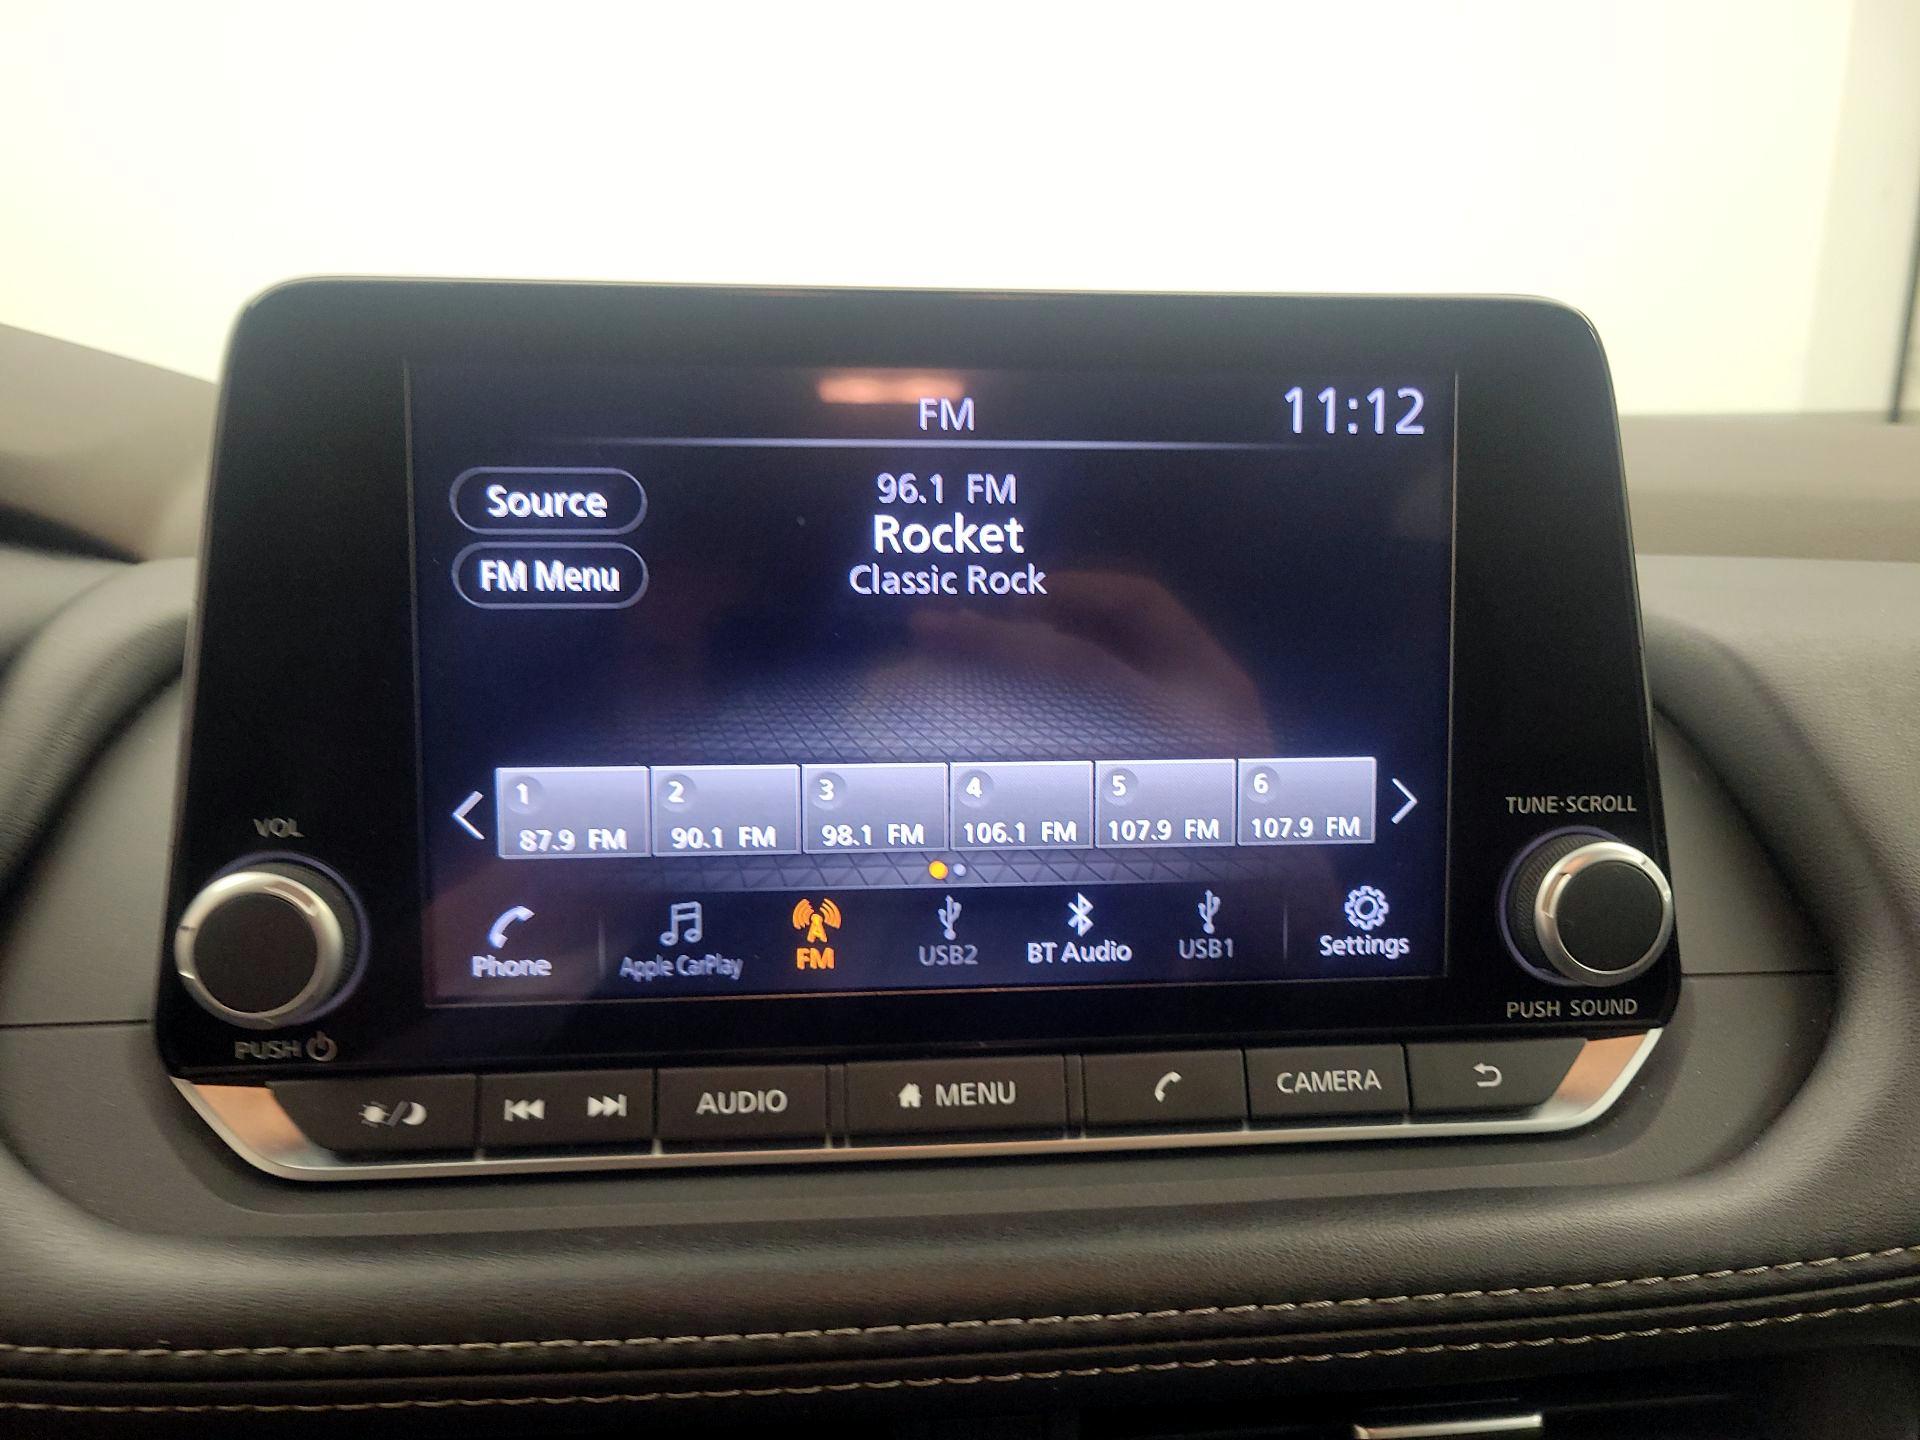 FM 11:12
Source
FM Menu
96.1 FM
Rocket
Classic Rock
1 2 3 4 5 6
87.9 FM 90.1 FM 98.1 FM 106.1 FM 107.9 FM 107.9 FM
Phone Apple CarPlay FM USB2 BT Audio USB1 Settings
VOL
PUSH
TUNE·SCROLL
PUSH SOUND
AUDIO MENU CAMERA